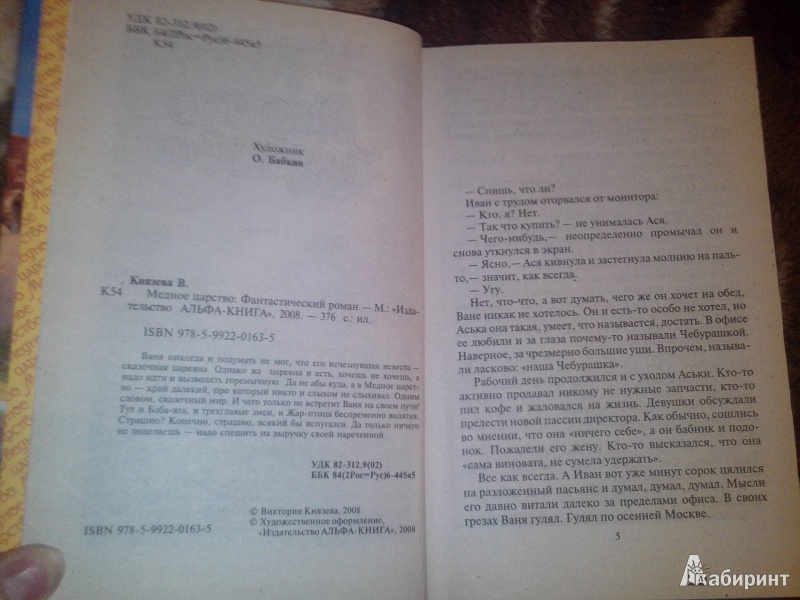 УДК 82-312.9(02)
ББК 84(2Рос=Рус)6-445я5
К54
Художник
О. Бабкин
Князева В.
К54 Медное царство: Фантастический роман.— М.: «Изда-
тельство АЛЬФА-КНИГА», 2008. — 376 с.: ил.
ISBN 978-5-9922-0163-5
Ваня никогда и подумать не мог, что его исчезнувшая невеста —
сказочная царевна. Однако же царевна и есть, хочешь не хочешь, а
надо идти и вызволять горемычную. Да не абы куда, а в Медное царст-
во — край далекий, про который никто и слыхом не слыхивал. Одним
словом, сказочный мир. И чего только не встретит Ваня на своем пути!
Тут и Баба-яга, и трехглавые змеи, и Жар-птица беспременно водятся.
Страшно? Конечно, страшно, всякий бы испугался. Да только ничего
не поделаешь — надо спешить на выручку своей нареченной.
УДК 82-312.9(02)
ББК 84(2Рос=Рус)6-445я5
© Виктория Князева, 2008
© Художественное оформление,
ISBN 978-5-9922-0163-5 «Издательство АЛЬФА-КНИГА», 2008
— Спишь, что ли?
Иван с трудом оторвался от монитора:
— Кто, я? Нет.
— Так что купить? — не унималась Ася.
— Чего-нибудь,— неопределенно промычал он и
снова уткнулся в экран.
— Ясно,— Ася кивнула и застегнула молнию на паль-
то,— значит, как всегда.
— Угу.
Нет, что-что, а вот думать, чего же он хочет на обед,
Ване никак не хотелось. Он и есть-то особо не хотел, но
Аська она такая, умеет, что называется, достать. В офисе
ее любили и за глаза почему-то называли Чебурашкой.
Наверное, за чрезмерно большие уши. Впрочем, называ-
ли ласково: «наша Чебурашка».
Рабочий день продолжился и с уходом Аськи. Кто-то
активно продавал никому не нужные запчасти, кто-то
пил кофе и жаловался на жизнь. Девушки обсуждали
прелести новой пассии директора. Как обычно, сошлись
во мнении, что она «ничего себе», а он бабник и подо-
нок. Пожалели его жену. Кто-то высказался, что она
«сама виновата, не сумела удержать».
Все как всегда. А Иван вот уже минут сорок пялился
на разложенный пасьянс и думал, думал, думал. Мысли
его давно витали далеко за пределами офиса. В своих
грезах Ваня гулял. Гулял по осенней Москве.
5
Лабиринт